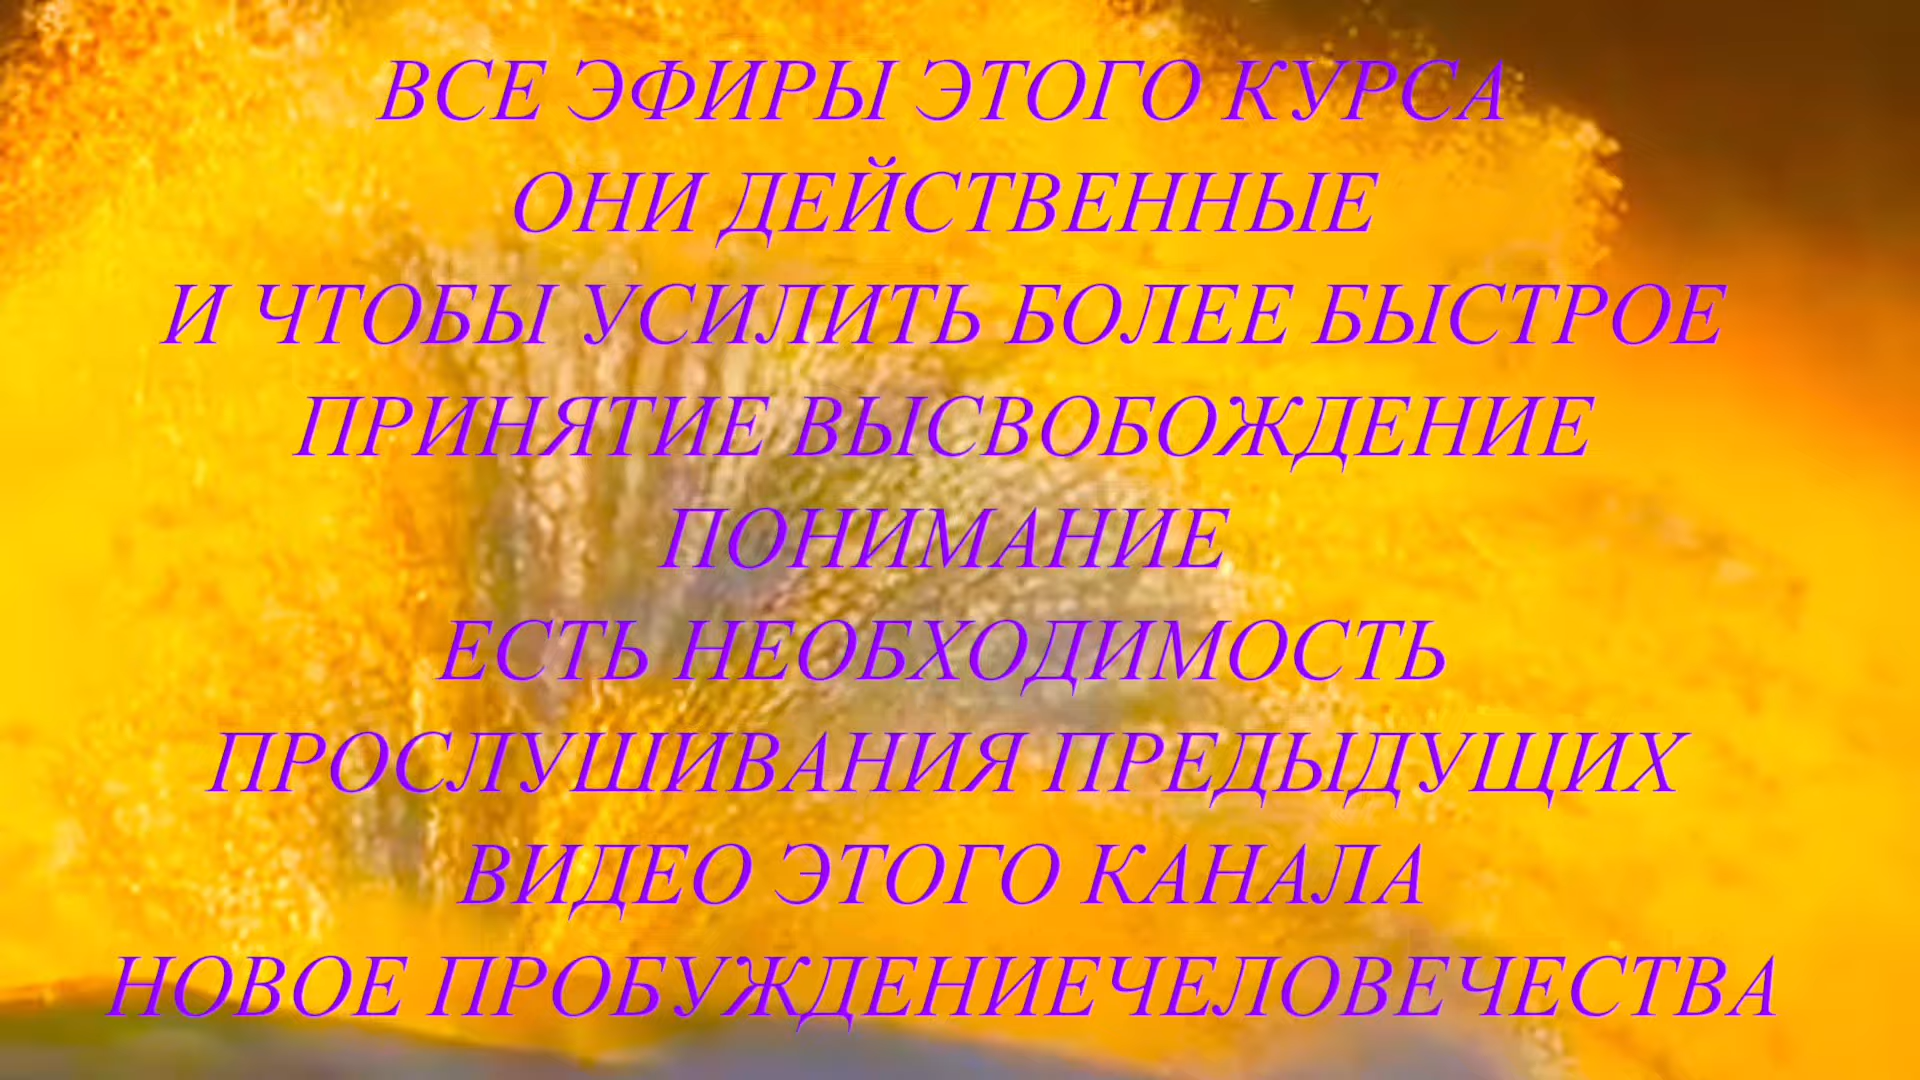 ВСЕ ЭФИРЫ ЭТОГО КУРСА
ОНИ ДЕЙСТВЕННЫЕ
И ЧТОБЫ УСИЛИТЬ БОЛЕЕ БЫСТРОЕ
ПРИНЯТИЕ ВЫСВОБОЖДЕНИЕ
ПОНИМАНИЕ
ЕСТЬ НЕОБХОДИМОСТЬ
ПРОСЛУШИВАНИЯ ПРЕДЫДУЩИХ
ВИДЕО ЭТОГО КАНАЛА
НОВОЕ ПРОБУЖДЕНИЕЧЕЛОВЕЧЕСТВА